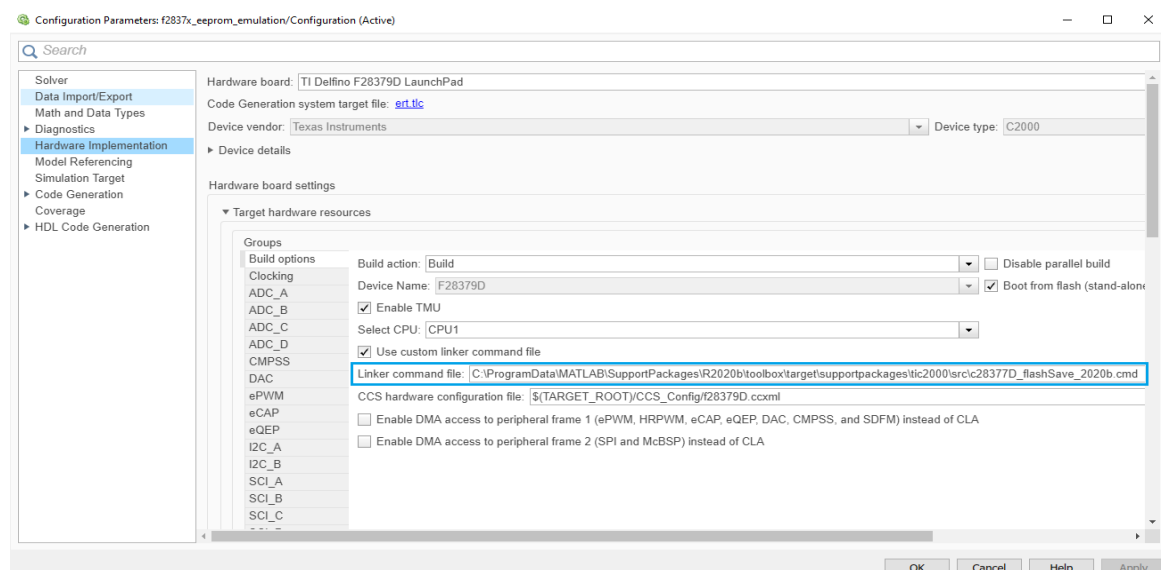 Configuration Parameters: f2837x_eeprom_emulation/Configuration (Active)
Search
Solver
Data Import/Export
Math and Data Types
Diagnostics
Hardware Implementation
Model Referencing
Simulation Target
Code Generation
Coverage
HDL Code Generation
Hardware board: TI Delfino F28379D LaunchPad
Code Generation system target file: ert.tlc
Device vendor: Texas Instruments Device type: C2000
Device details
Hardware board settings
Target hardware resources
Groups
Build options
Clocking
ADC_A
ADC_B
ADC_C
ADC_D
CMPSS
DAC
ePWM
eCAP
eQEP
I2C_A
I2C_B
SCI_A
SCI_B
SCI_C
Build action: Build Disable parallel build
Device Name: F28379D Boot from flash (stand-alone
Enable TMU
Select CPU: CPU1
Use custom linker command file
Linker command file: C:\ProgramData\MATLAB\SupportPackages\R2020b\toolbox\target\supportpackages\tic2000\src\c28377D_flashSave_2020b.cmd
CCS hardware configuration file: $(TARGET_ROOT)/CCS_Config/f28379D.ccxml
Enable DMA access to peripheral frame 1 (ePWM, HRPWM, eCAP, eQEP, DAC, CMPSS, and SDFM) instead of CLA
Enable DMA access to peripheral frame 2 (SPI and McBSP) instead of CLA
OK Cancel Help Apply